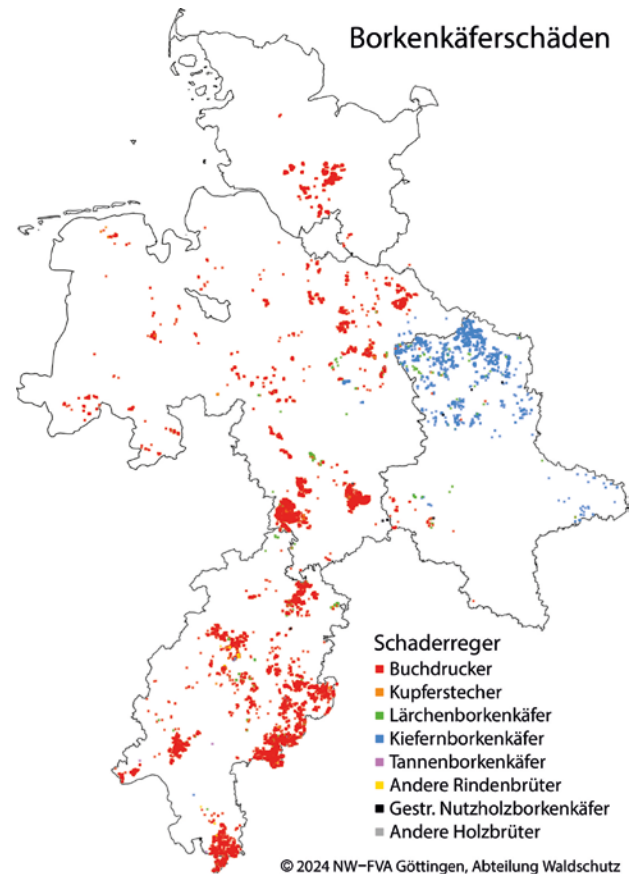 Borkenkäferschäden
Schaderreger
Buchdrucker
Kupferstecher
Lärchenborkenkäfer
Kiefernborkenkäfer
Tannenborkenkäfer
Andere Rindenbrüter
Gestr. Nutzholzborkenkäfer
Andere Holzbrüter
© 2024 NW−FVA Göttingen, Abteilung Waldschutz